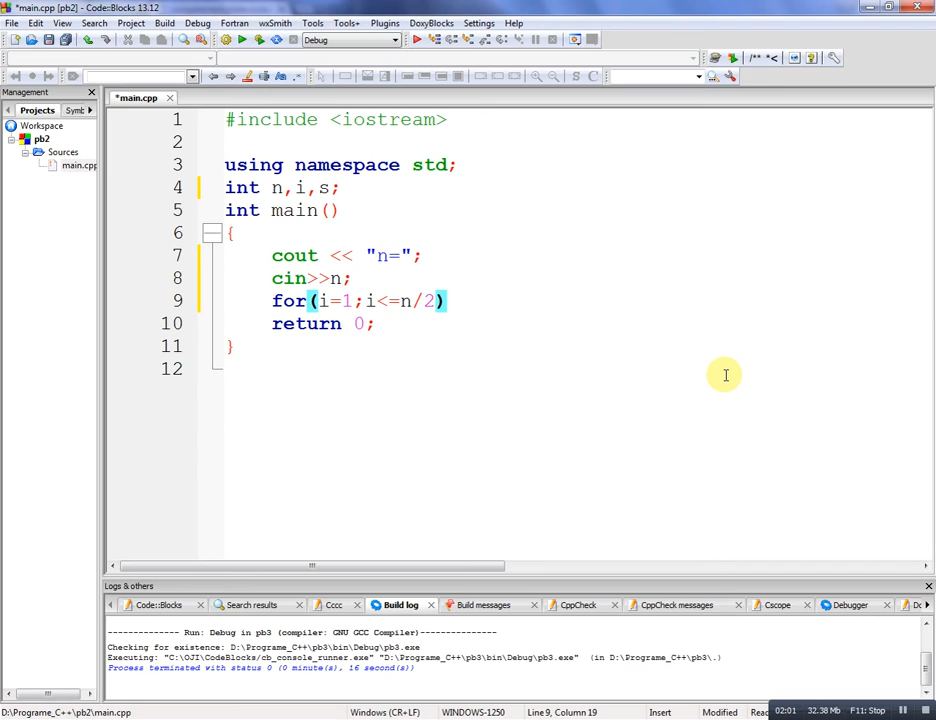 *main.cpp [pb2] - Code::Blocks 13.12
File Edit View Search Project Build Debug Fortran wxSmith Tools Tools+ Plugins DoxyBlocks Settings Help
Debug
/** *<
S C
Management
*main.cpp
Projects Symb
Workspace
pb2
Sources
main.cpp
1 #include <iostream>
2
3 using namespace std;
4 int n,i,s;
5 int main()
6 {
7 cout << "n=";
8 cin>>n;
9 for(i=1;i<=n/2)
10 return 0;
11 }
12
Logs & others
Code::Blocks Search results Cccc Build log Build messages CppCheck CppCheck messages Cscope Debugger Do
-------------- Run: Debug in pb3 (compiler: GNU GCC Compiler)---------------
Checking for existence: D:\Programe_C++\pb3\bin\Debug\pb3.exe
Executing: "C:\OJI\CodeBlocks/cb_console_runner.exe" "D:\Programe_C++\pb3\bin\Debug\pb3.exe" (in D:\Programe_C++\pb3\.)
Process terminated with status 0 (0 minute(s), 16 second(s))
D:\Programe_C++\pb2\main.cpp Windows (CR+LF) WINDOWS-1250 Line 9, Column 19 Insert Modified Rea
02:01 32.38 Mb F11: Stop